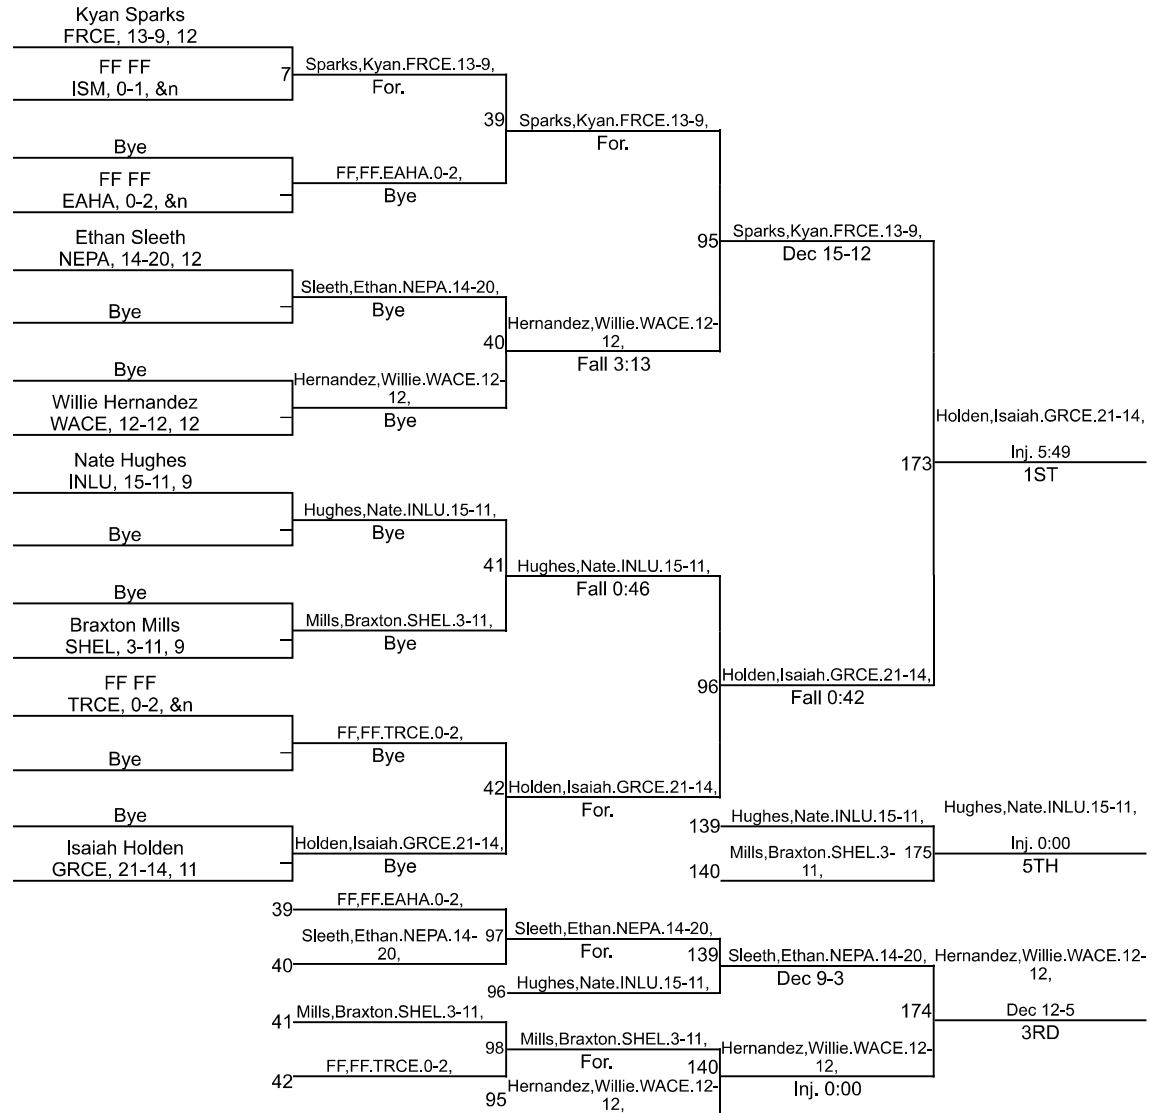 Kyan Sparks
FRCE, 13-9, 12
FF FF
ISM, 0-1, &n
7
Sparks,Kyan.FRCE.13-9,
For.
39
Sparks,Kyan.FRCE.13-9,
For.
Bye
FF FF
EAHA, 0-2, &n
FF,FF.EAHA.0-2,
Bye
95
Sparks,Kyan.FRCE.13-9,
Dec 15-12
Ethan Sleeth
NEPA, 14-20, 12
Bye
Sleeth,Ethan.NEPA.14-20,
Bye
40
Hernandez,Willie.WACE.12-
12,
Fall 3:13
Bye
Willie Hernandez
WACE, 12-12, 12
Hernandez,Willie.WACE.12-
12,
Bye
173
Holden,Isaiah.GRCE.21-14,
Inj. 5:49
1ST
Nate Hughes
INLU, 15-11, 9
Bye
Hughes,Nate.INLU.15-11,
Bye
41
Hughes,Nate.INLU.15-11,
Fall 0:46
Bye
Braxton Mills
SHEL, 3-11, 9
Mills,Braxton.SHEL.3-11,
Bye
96
Holden,Isaiah.GRCE.21-14,
Fall 0:42
FF FF
TRCE, 0-2, &n
Bye
FF,FF.TRCE.0-2,
Bye
42
Holden,Isaiah.GRCE.21-14,
For.
Bye
Isaiah Holden
GRCE, 21-14, 11
Holden,Isaiah.GRCE.21-14,
Bye
139
Hughes,Nate.INLU.15-11,
140
Mills,Braxton.SHEL.3-
11,
175
Hughes,Nate.INLU.15-11,
Inj. 0:00
5TH
39
FF,FF.EAHA.0-2,
40
Sleeth,Ethan.NEPA.14-
20,
97
Sleeth,Ethan.NEPA.14-20,
For.
96
Hughes,Nate.INLU.15-11,
139
Sleeth,Ethan.NEPA.14-20,
Dec 9-3
41
Mills,Braxton.SHEL.3-11,
42
FF,FF.TRCE.0-2,
98
Mills,Braxton.SHEL.3-11,
For.
95
Hernandez,Willie.WACE.12-
12,
140
Hernandez,Willie.WACE.12-
12,
Inj. 0:00
174
Hernandez,Willie.WACE.12-
12,
Dec 12-5
3RD